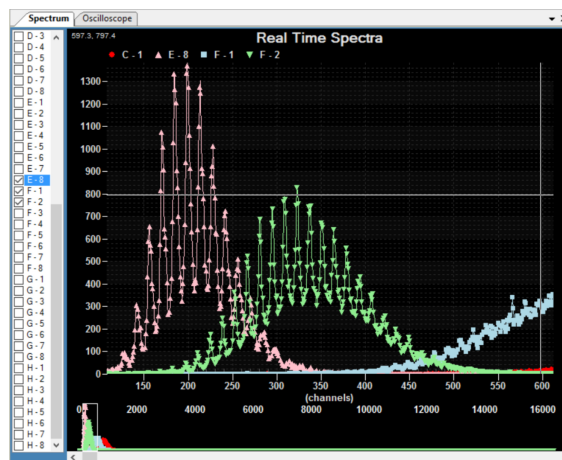 Spectrum
Oscilloscope
D - 3
D - 4
D - 5
D - 6
D - 7
D - 8
E - 1
E - 2
E - 3
E - 4
E - 5
E - 6
E - 7
E - 8
F - 1
F - 2
F - 3
F - 4
F - 5
F - 6
F - 7
F - 8
G - 1
G - 2
G - 3
G - 4
G - 5
G - 6
G - 7
G - 8
H - 1
H - 2
H - 3
H - 4
H - 5
H - 6
H - 7
H - 8
597.3, 797.4
Real Time Spectra
C - 1 E - 8 F - 1 F - 2
1300
1200
1100
1000
900
800
700
600
500
400
300
200
100
0
150 200 250 300 350 400 450 500 550 600
(channels)
0 2000 4000 6000 8000 10000 12000 14000 16000